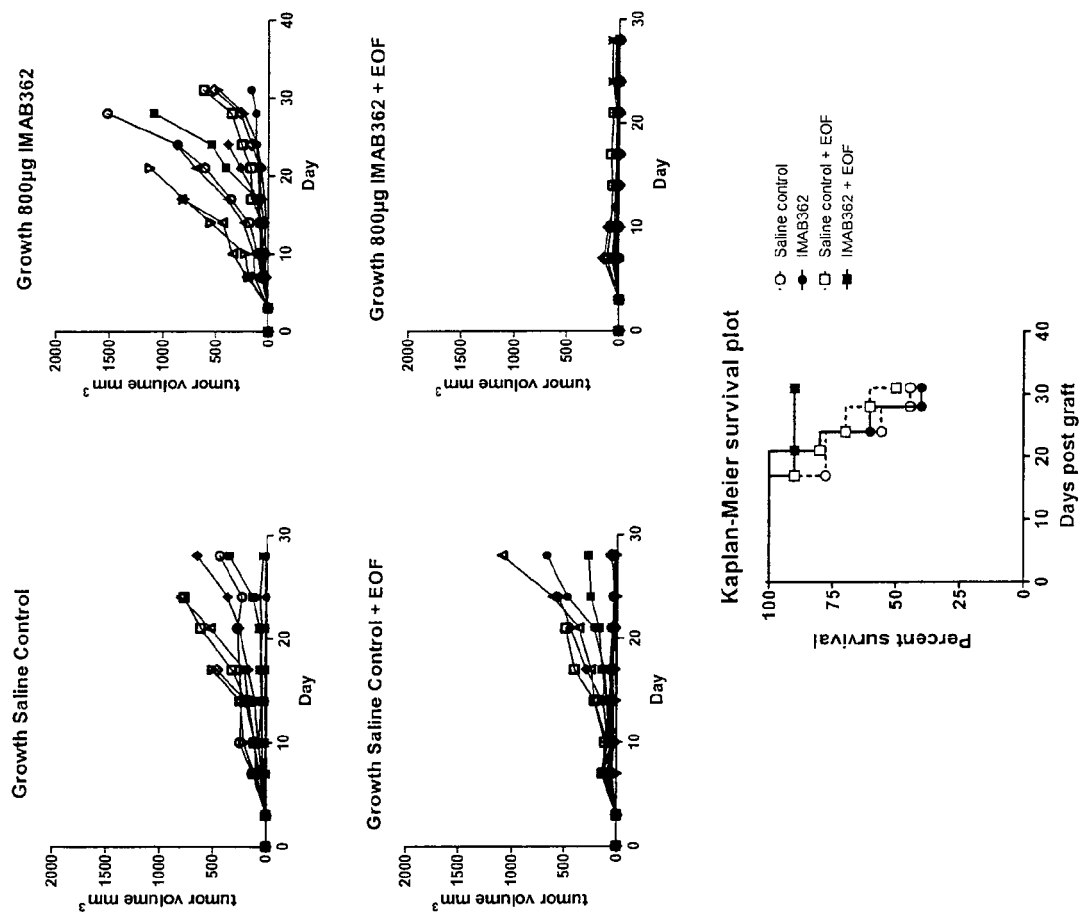 Growth Saline Control
tumor volume mm³
2000
1500
1000
500
0
0
10
20
30
Day
Growth 800µg IMAB362
tumor volume mm³
2000
1500
1000
500
0
0
10
20
30
40
Day
Growth Saline Control + EOF
tumor volume mm³
2000
1500
1000
500
0
0
10
20
30
Day
Growth 800µg IMAB362 + EOF
tumor volume mm³
2000
1500
1000
500
0
0
10
20
30
Day
Kaplan-Meier survival plot
Percent survival
100
75
50
25
0
0
10
20
30
40
Days post graft
Saline control
IMAB362
Saline control + EOF
IMAB362 + EOF